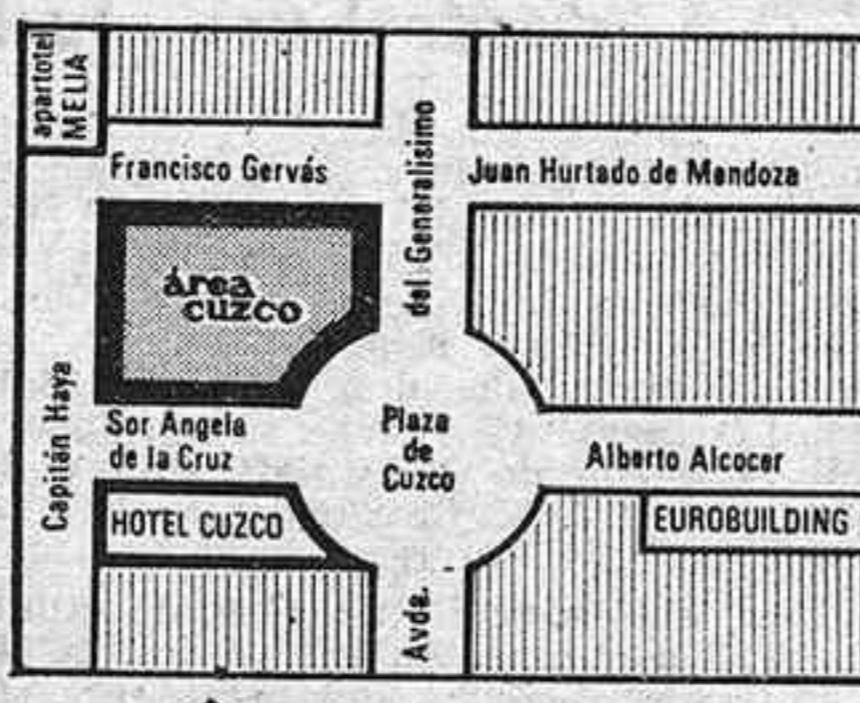 apartotel
MELIA
Francisco Gervás
Juan Hurtado de Mendoza
Avda. del Generalísimo
área
cuzco
Capitán Haya
Sor Angela
de la Cruz
Plaza
de
Cuzco
Alberto Alcocer
HOTEL CUZCO
EUROBUILDING